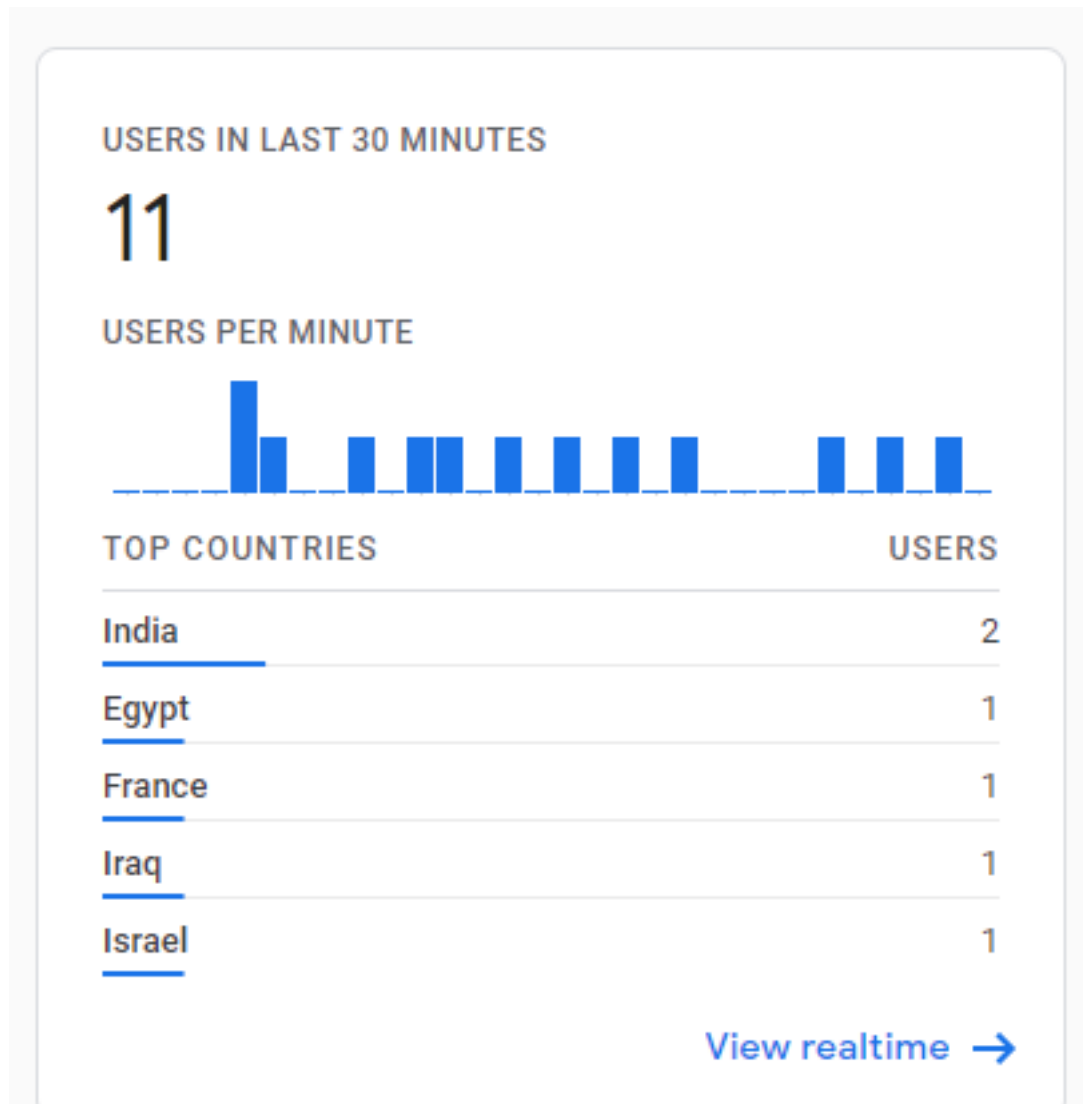 USERS IN LAST 30 MINUTES
11
USERS PER MINUTE
TOP COUNTRIES USERS
India 2
Egypt 1
France 1
Iraq 1
Israel 1
View realtime →